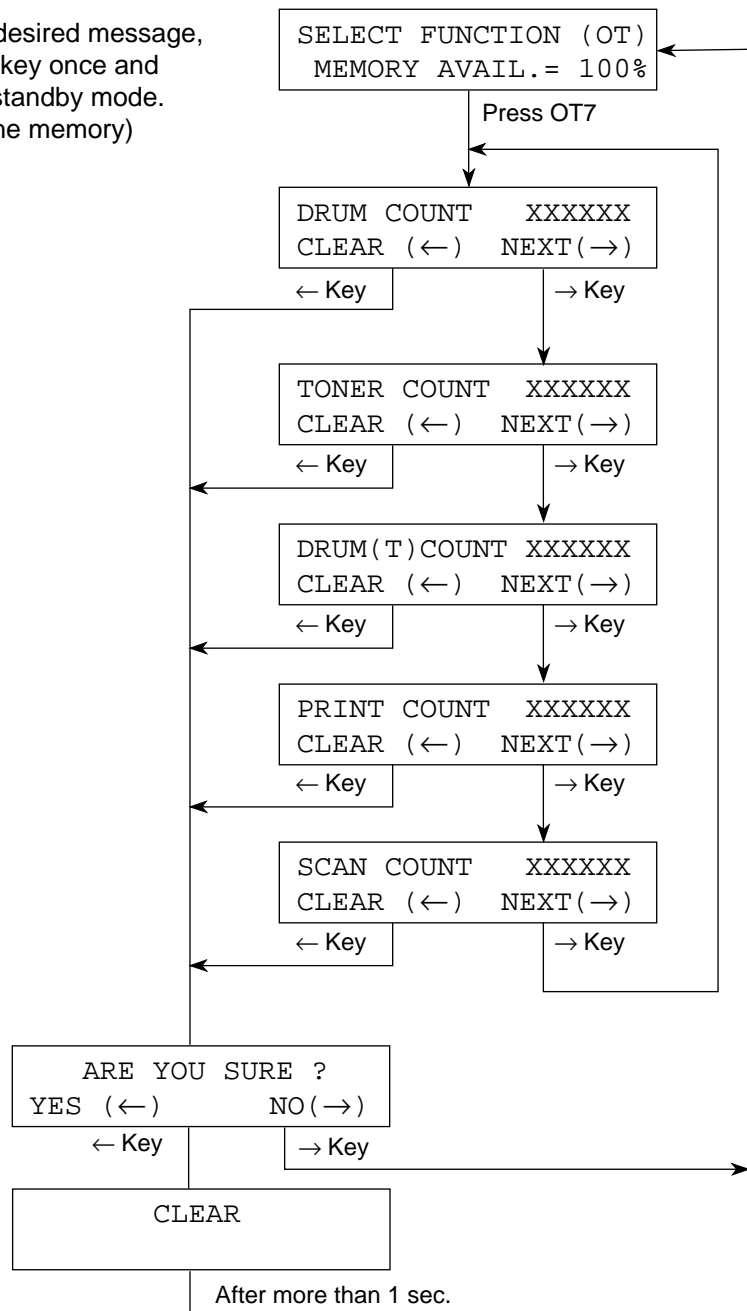 desired message,
key once and
standby mode.
he memory)
SELECT FUNCTION (OT)
MEMORY AVAIL.= 100%
Press OT7
DRUM COUNT XXXXXX
CLEAR (←) NEXT(→)
← Key → Key
TONER COUNT XXXXXX
CLEAR (←) NEXT(→)
← Key → Key
DRUM(T)COUNT XXXXXX
CLEAR (←) NEXT(→)
← Key → Key
PRINT COUNT XXXXXX
CLEAR (←) NEXT(→)
← Key → Key
SCAN COUNT XXXXXX
CLEAR (←) NEXT(→)
← Key → Key
ARE YOU SURE ?
YES (←) NO(→)
← Key → Key
CLEAR
After more than 1 sec.